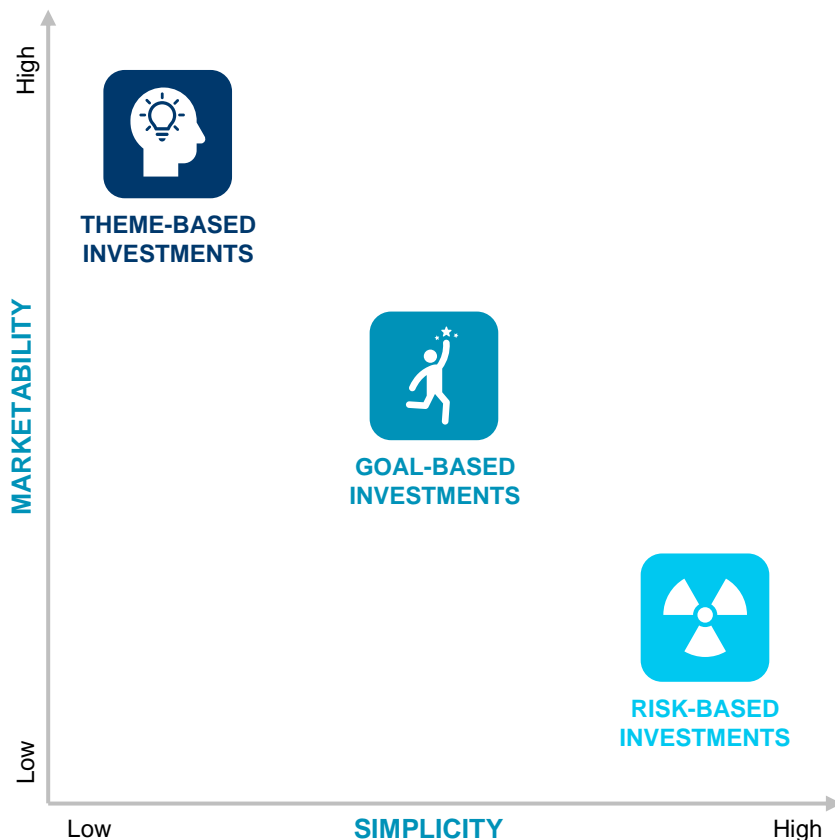 High
THEME-BASED
INVESTMENTS
MARKETABILITY
GOAL-BASED
INVESTMENTS
RISK-BASED
INVESTMENTS
Low
Low
SIMPLICITY
High